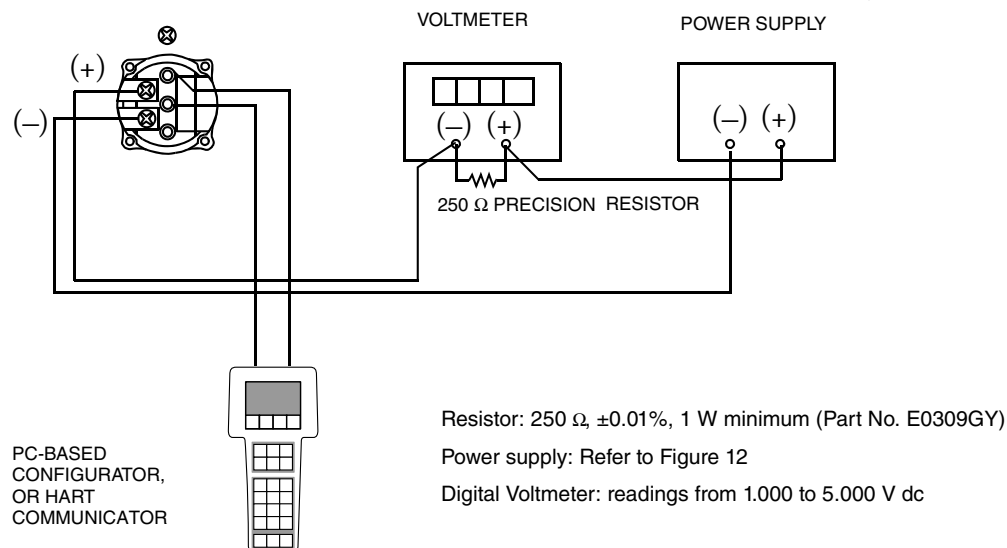 VOLTMETER
POWER SUPPLY
(+)
(–)
(–) (+)
(–) (+)
250 Ω PRECISION RESISTOR
Resistor: 250 Ω, ±0.01%, 1 W minimum (Part No. E0309GY)
Power supply: Refer to Figure 12
Digital Voltmeter: readings from 1.000 to 5.000 V dc
PC-BASED
CONFIGURATOR,
OR HART
COMMUNICATOR